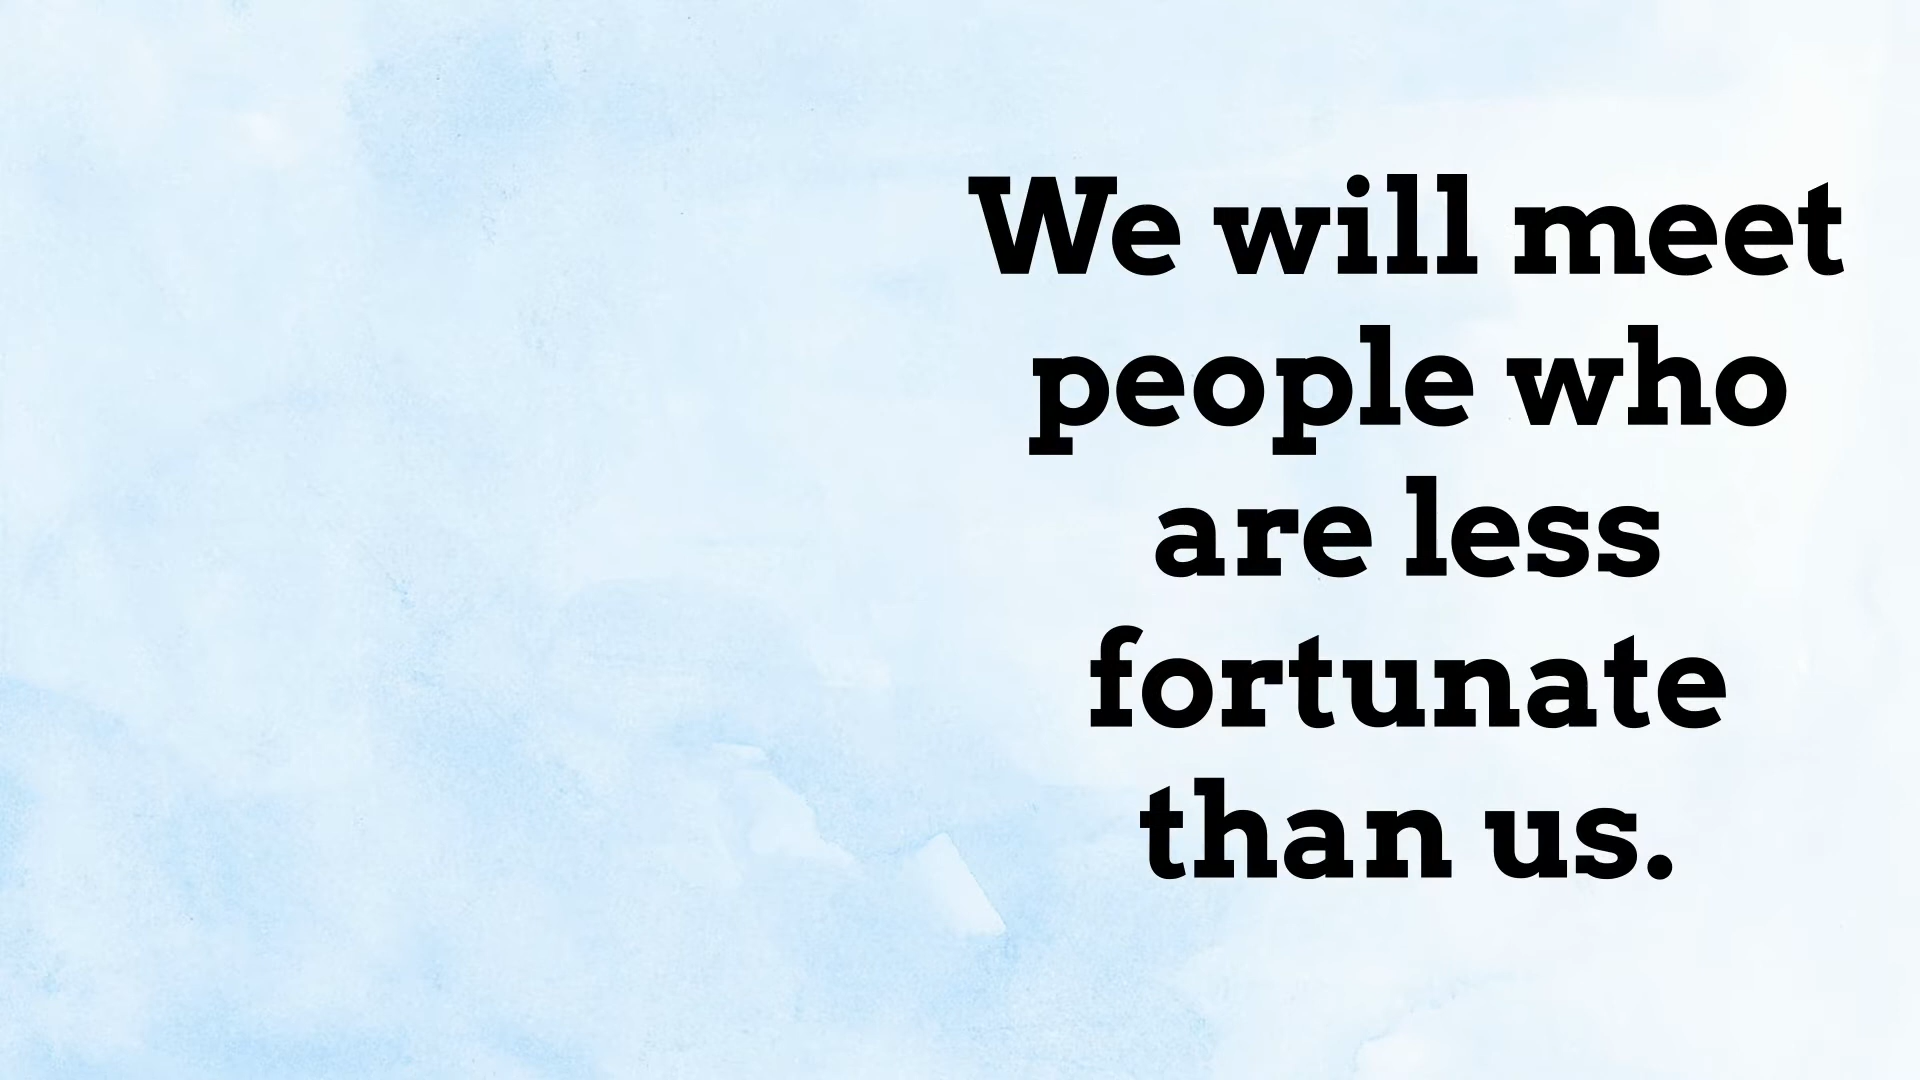 We will meet
people who
are less
fortunate
than us.